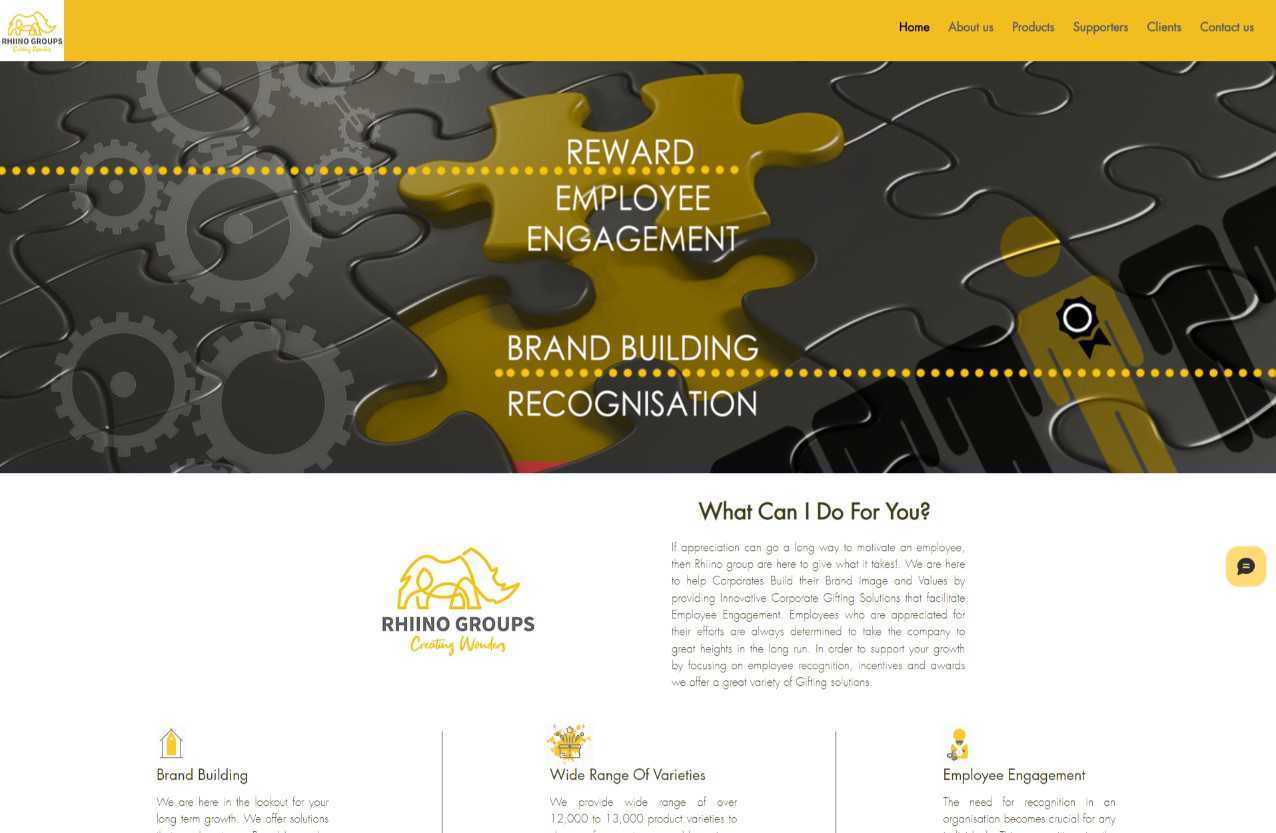 RHIINO GROUPS
Creating Wonders
Home About us Products Supporters Clients Contact us
REWARD
EMPLOYEE
ENGAGEMENT
BRAND BUILDING
RECOGNISATION
What Can I Do For You?
If appreciation can go a long way to motivate an employee,
then Rhiino group are here to give what it takes!. We are here
to help Corporates Build their Brand Image and Values by
providing Innovative Corporate Gifting Solutions that facilitate
Employee Engagement. Employees who are appreciated for
their efforts are always determined to take the company to
great heights in the long run. In order to support your growth
by focusing on employee recognition, incentives and awards
we offer a great variety of Gifting solutions.
RHIINO GROUPS
Creating Wonders
Brand Building
We are here in the lookout for your
long term growth. We offer solutions
Wide Range Of Varieties
We provide wide range of over
12,000 to 13,000 product varieties to
Employee Engagement
The need for recognition in an
organisation becomes crucial for any